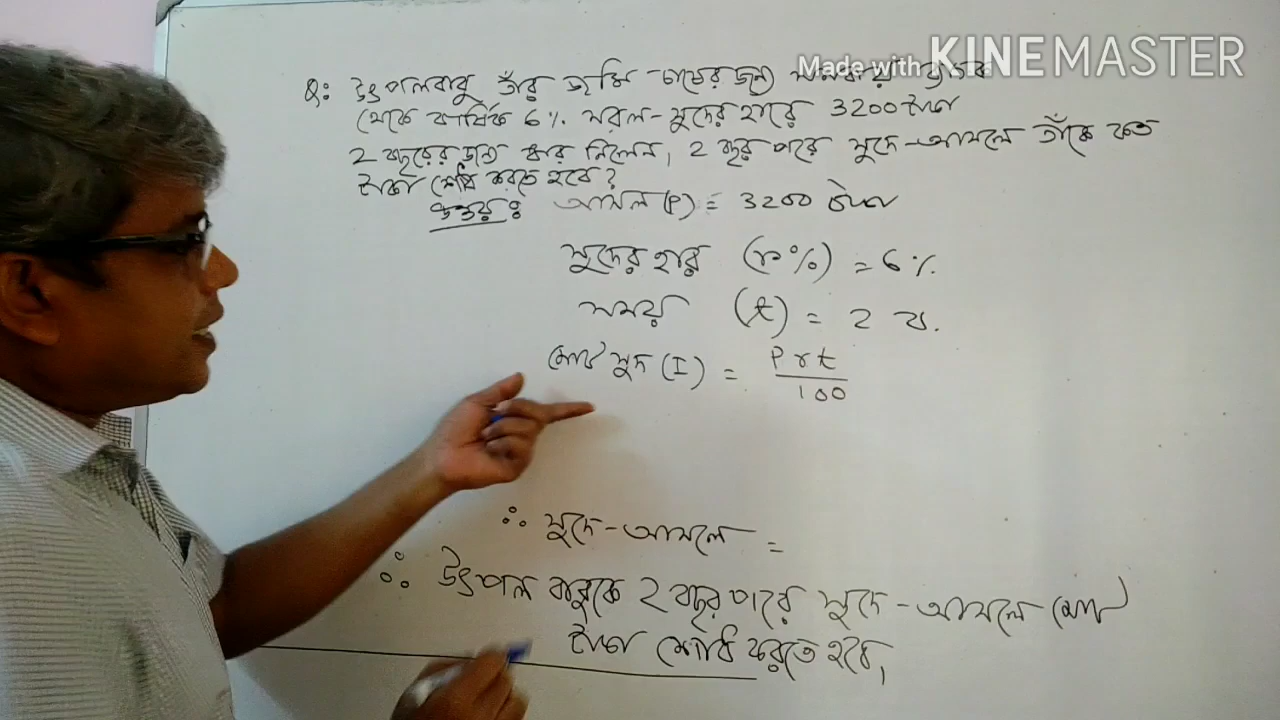 Made with KINEMASTER
Q: উৎপলবাবু তাঁর জমি চাষের জন্য সমবায় ব্যাংক
থেকে বার্ষিক 6% সরল-সুদের হারে 3200 টাকা
2 বছরের জন্য ধার নিলেন, 2 বছর পরে সুদে-আসলে তাঁকে কত
টাকা শোধ করতে হবে?
উত্তর: আসল (P) = 3200 টাকা
সুদের হার (r%) = 6%
সময় (t) = 2 ব.
মোট সুদ (I) = Prt/100
∴ সুদে-আসলে =
∴ উৎপল বাবুকে 2 বছর পরে সুদে-আসলে মোট
টাকা শোধ করতে হবে,